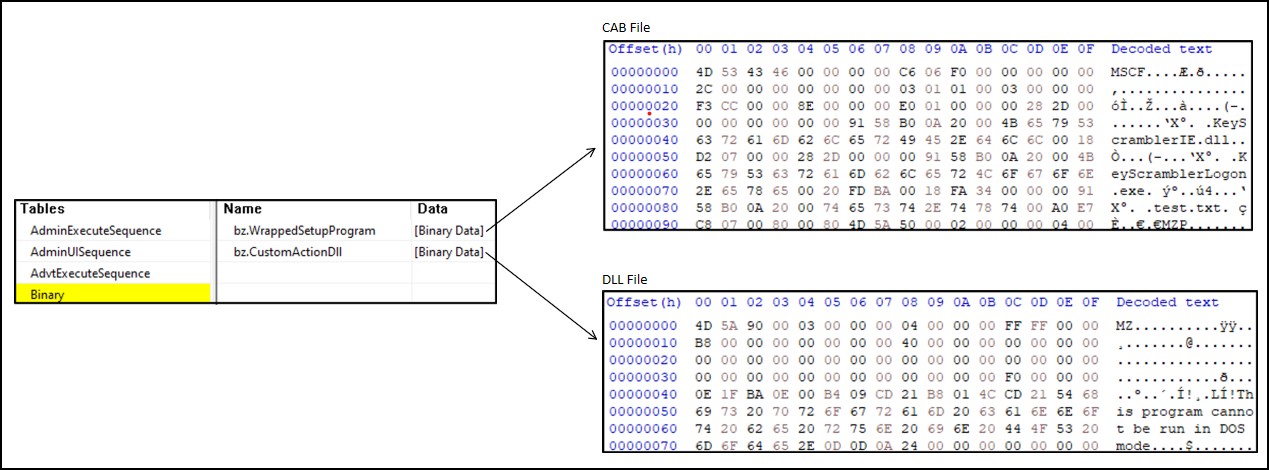 Tables Name Data
AdminExecuteSequence bz.WrappedSetupProgram [Binary Data]
AdminUISequence bz.CustomActionDll [Binary Data]
AdvtExecuteSequence
Binary
CAB File
Offset(h) 00 01 02 03 04 05 06 07 08 09 0A 0B 0C 0D 0E 0F Decoded text
00000000 4D 53 43 46 00 00 00 00 C6 06 F0 00 00 00 00 00 MSCF....Æ.ð.....
00000010 2C 00 00 00 00 00 00 00 03 01 01 00 03 00 00 00 ,...............
00000020 F3 CC 00 00 8E 00 00 00 E0 01 00 00 00 28 2D 00 óÌ..Ž...à....(-.
00000030 00 00 00 00 00 00 91 58 B0 0A 20 00 4B 65 79 53 ......‘X°. .KeyS
00000040 63 72 61 6D 62 6C 65 72 49 45 2E 64 6C 6C 00 18 cramblerIE.dll..
00000050 D2 07 00 00 28 2D 00 00 00 91 58 B0 0A 20 00 4B Ò...(-...‘X°. .K
00000060 65 79 53 63 72 61 6D 62 6C 65 72 4C 6F 67 6F 6E eyScramblerLogon
00000070 2E 65 78 65 00 20 FD BA 00 18 FA 34 00 00 00 91 .exe. ýº..ú4...‘
00000080 58 B0 0A 20 00 74 65 73 74 2E 74 78 74 00 A0 E7 X°. .test.txt. ç
00000090 C8 07 00 80 00 80 4D 5A 50 00 02 00 00 00 04 00 È..€.€MZP.......
DLL File
Offset(h) 00 01 02 03 04 05 06 07 08 09 0A 0B 0C 0D 0E 0F Decoded text
00000000 4D 5A 90 00 03 00 00 00 04 00 00 00 FF FF 00 00 MZ..........ÿÿ..
00000010 B8 00 00 00 00 00 00 00 40 00 00 00 00 00 00 00 ¸.......@.......
00000020 00 00 00 00 00 00 00 00 00 00 00 00 00 00 00 00 ................
00000030 00 00 00 00 00 00 00 00 00 00 00 00 F0 00 00 00 ............ð...
00000040 0E 1F BA 0E 00 B4 09 CD 21 B8 01 4C CD 21 54 68 ..º..´.Í!¸.LÍ!Th
00000050 69 73 20 70 72 6F 67 72 61 6D 20 63 61 6E 6E 6F is program canno
00000060 74 20 62 65 20 72 75 6E 20 69 6E 20 44 4F 53 20 t be run in DOS
00000070 6D 6F 64 65 2E 0D 0D 0A 24 00 00 00 00 00 00 00 mode....$.......